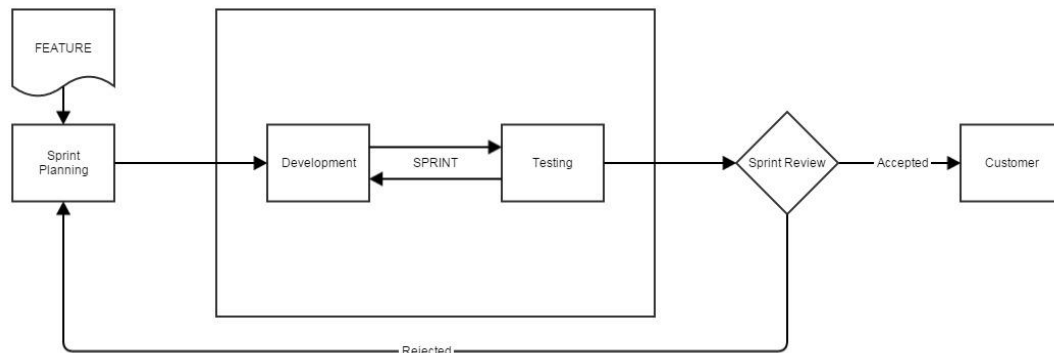 FEATURE
Sprint
Planning
Development
SPRINT
Testing
Sprint Review
Accepted
Customer
Rejected